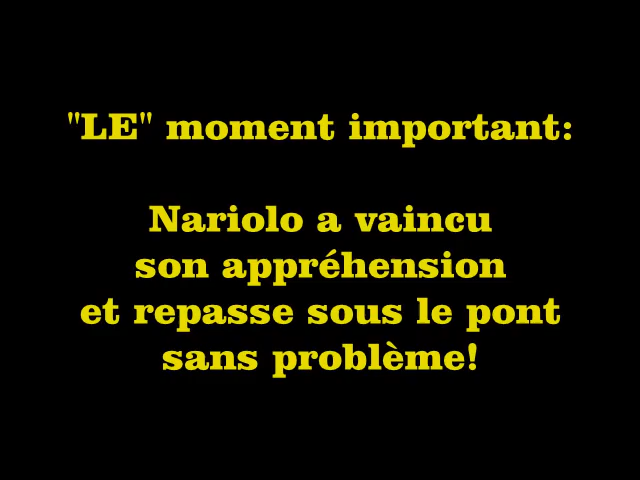 "LE" moment important:
Nariolo a vaincu
son appréhension
et repasse sous le pont
sans problème!